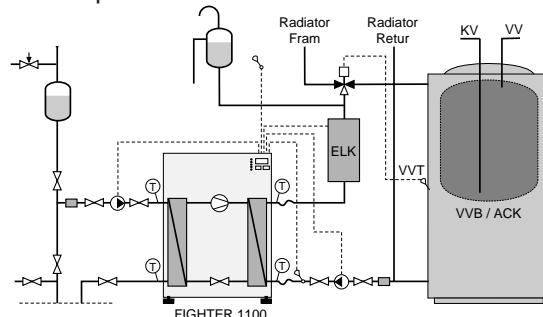 Radiator
Fram
Radiator
Retur
KV
VV
ELK
VVT
T
T
VVB / ACK
T
T
FIGHTER 1100